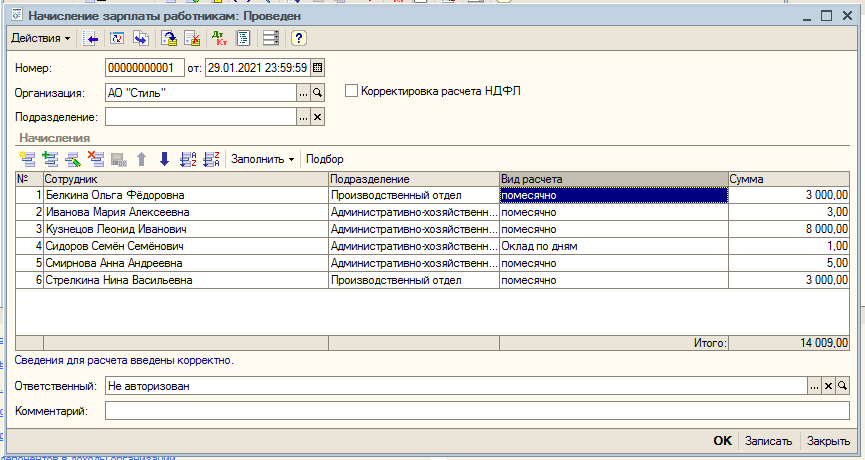 Начисление зарплаты работникам: Проведен
Действия
Дт Кт
Номер: 00000000001 от: 29.01.2021 23:59:59
Организация: АО "Стиль" ... Корректировка расчета НДФЛ
Подразделение: ...
Начисления
Заполнить Подбор
№ Сотрудник Подразделение Вид расчета Сумма
1 Белкина Ольга Фёдоровна Производственный отдел помесячно 3 000,00
2 Иванова Мария Алексеевна Административно-хозяйственн... помесячно 3,00
3 Кузнецов Леонид Иванович Административно-хозяйственн... помесячно 8 000,00
4 Сидоров Семён Семёнович Административно-хозяйственн... Оклад по дням 1,00
5 Смирнова Анна Андреевна Административно-хозяйственн... помесячно 5,00
6 Стрелкина Нина Васильевна Производственный отдел помесячно 3 000,00
Итого: 14 009,00
Сведения для расчета введены корректно.
Ответственный: Не авторизован ...
Комментарий:
OK Записать Закрыть